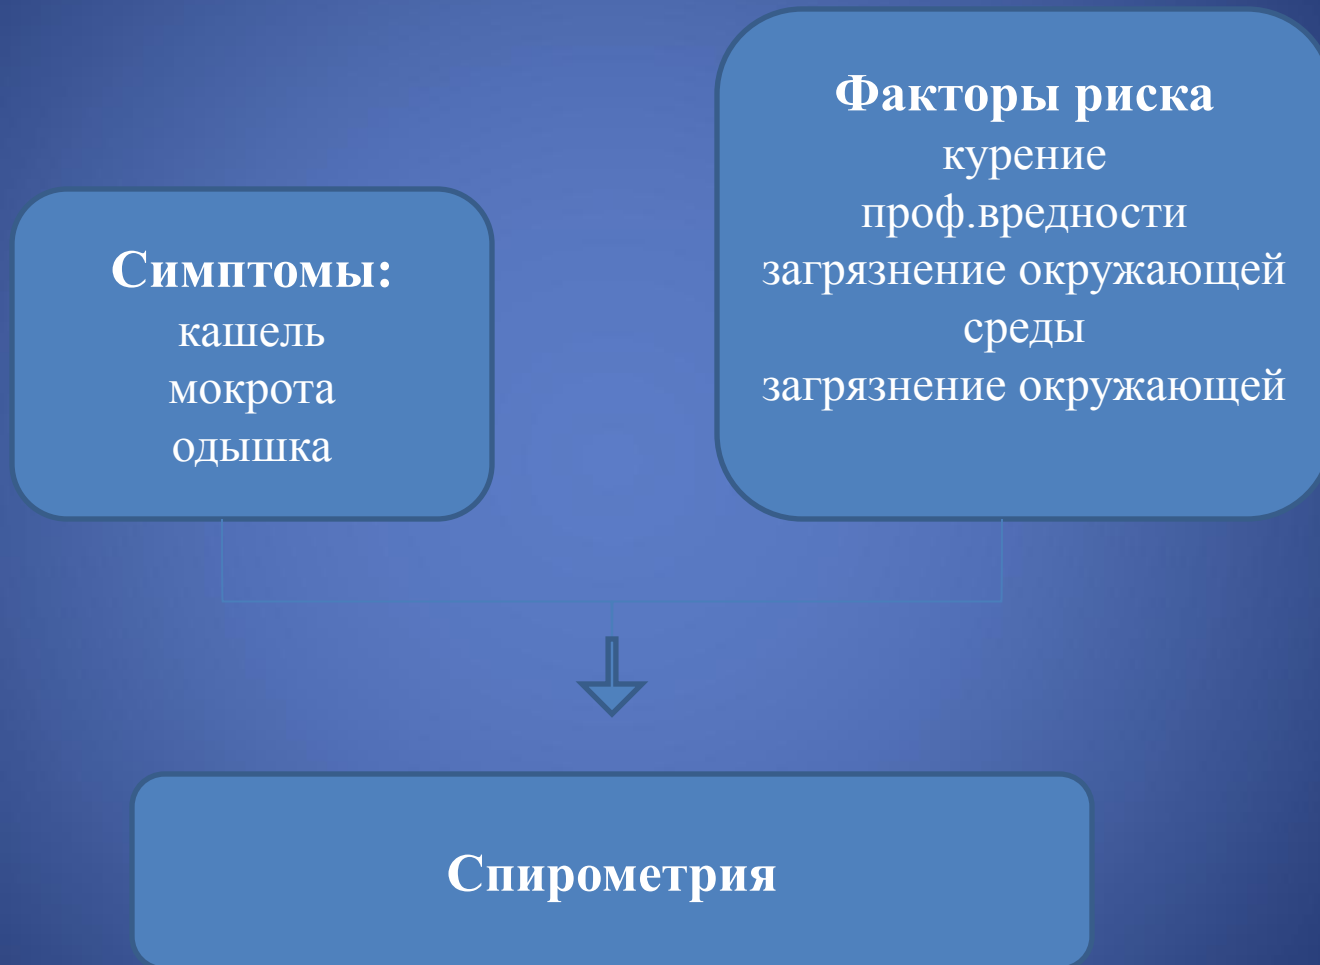 Симптомы:
кашель
мокрота
одышка
Факторы риска
курение
проф.вредности
загрязнение окружающей
среды
загрязнение окружающей
Спирометрия